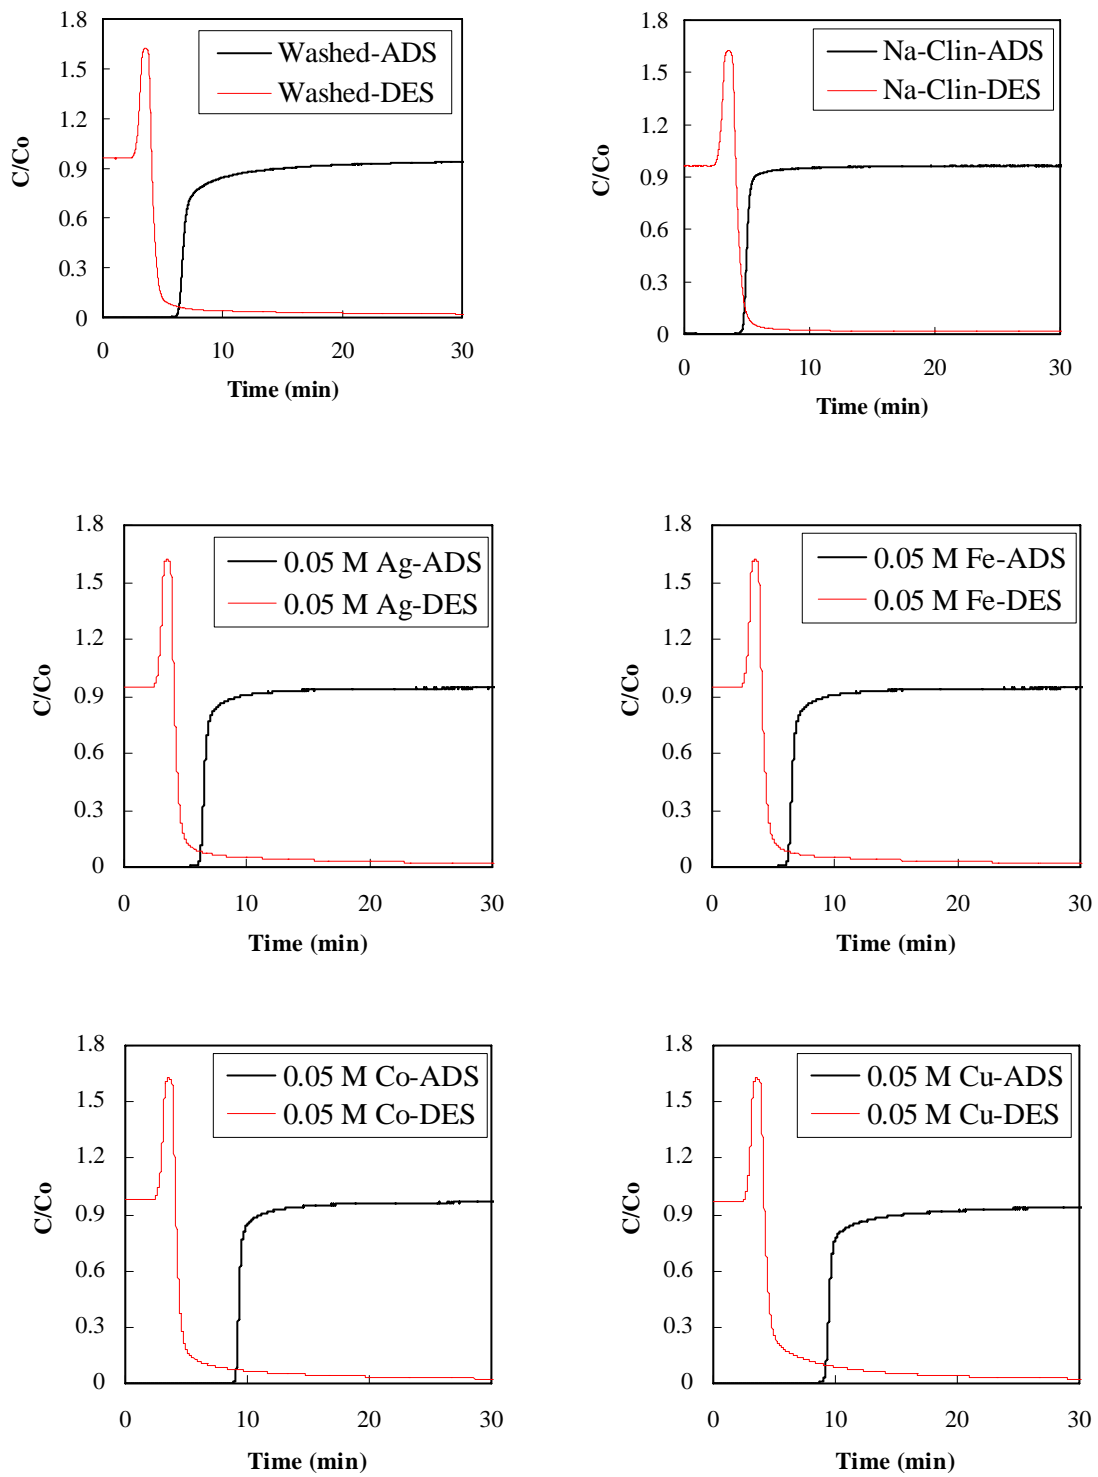 1.8
1.5
1.2
0.9
0.6
0.3
0
C/Co
Washed-ADS
Washed-DES
0 10 20 30
Time (min)
1.8
1.5
1.2
0.9
0.6
0.3
0
C/Co
Na-Clin-ADS
Na-Clin-DES
0 10 20 30
Time (min)
1.8
1.5
1.2
0.9
0.6
0.3
0
C/Co
0.05 M Ag-ADS
0.05 M Ag-DES
0 10 20 30
Time (min)
1.8
1.5
1.2
0.9
0.6
0.3
0
C/Co
0.05 M Fe-ADS
0.05 M Fe-DES
0 10 20 30
Time (min)
1.8
1.5
1.2
0.9
0.6
0.3
0
C/Co
0.05 M Co-ADS
0.05 M Co-DES
0 10 20 30
Time (min)
1.8
1.5
1.2
0.9
0.6
0.3
0
C/Co
0.05 M Cu-ADS
0.05 M Cu-DES
0 10 20 30
Time (min)